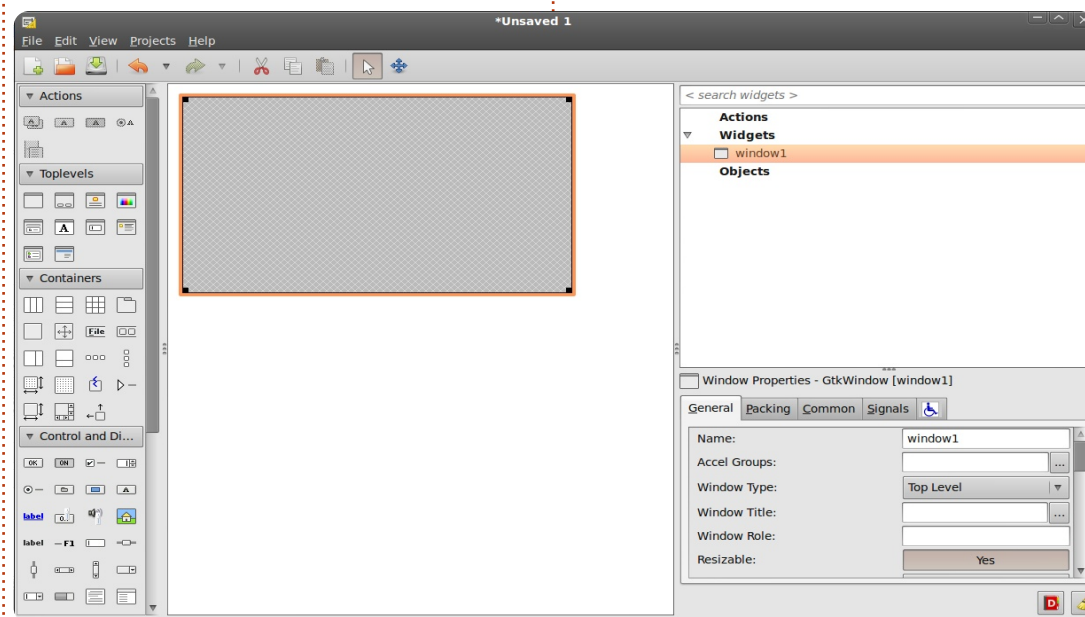 *Unsaved 1
File Edit View Projects Help
Actions
Toplevels
Containers
File
Control and Di...
OK ON
label
label F1
< search widgets >
Actions
Widgets
window1
Objects
Window Properties - GtkWindow [window1]
General Packing Common Signals
Name: window1
Accel Groups: ...
Window Type: Top Level
Window Title: ...
Window Role:
Resizable: Yes
D